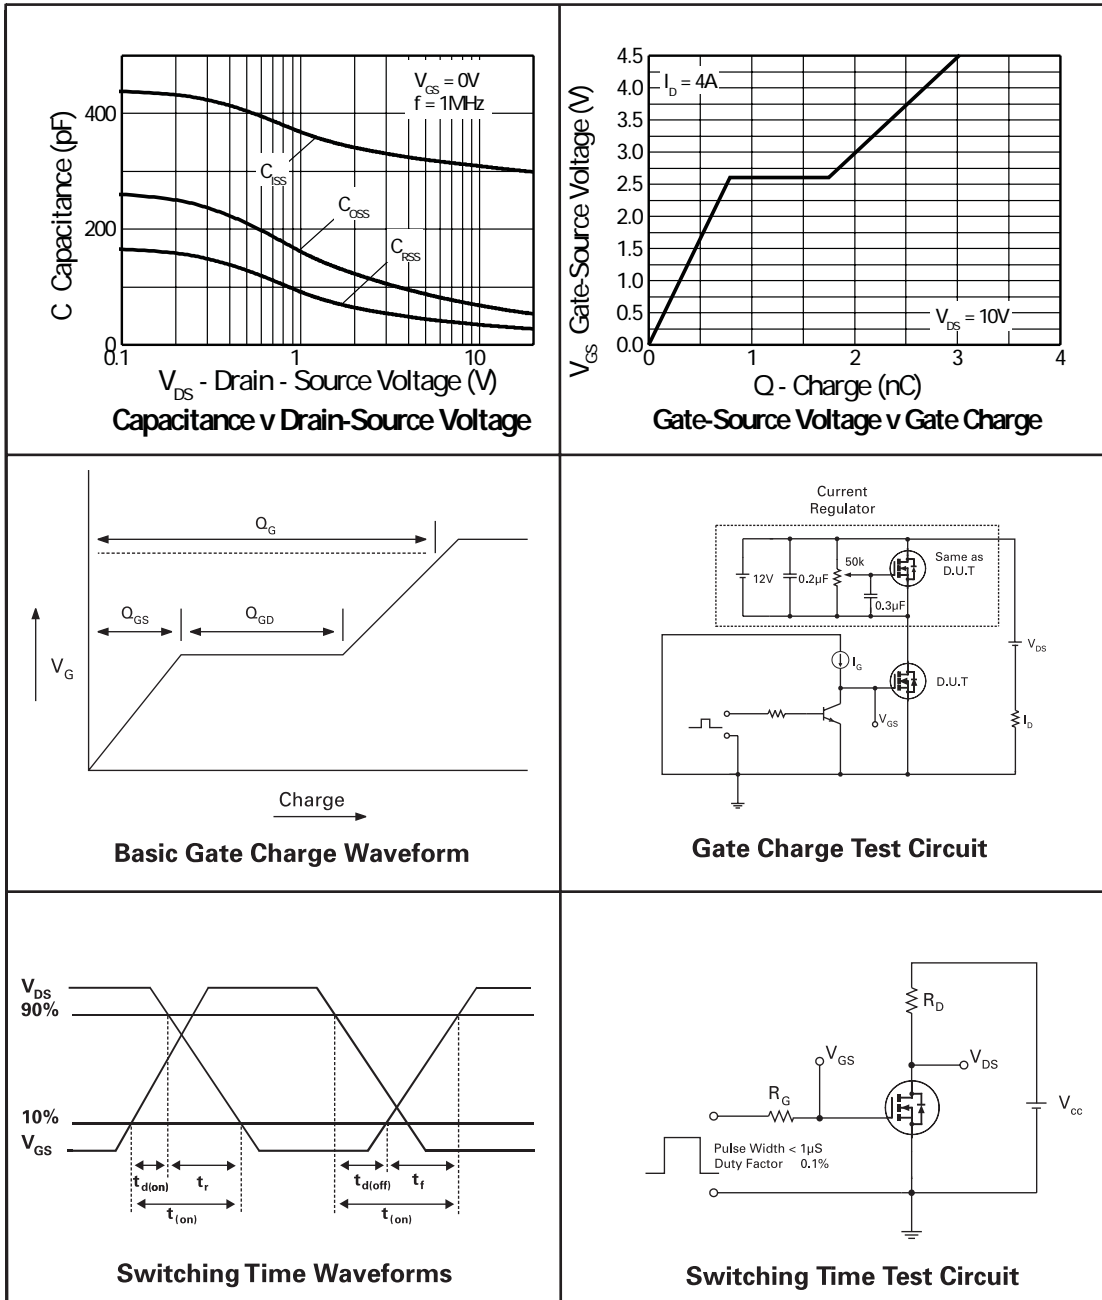 V_GS = 0V
f = 1MHz
400
200
0
C Capacitance (pF)
C_ISS
C_OSS
C_RSS
0.1
1
10
V_DS - Drain - Source Voltage (V)
Capacitance v Drain-Source Voltage
4.5
4.0
3.5
3.0
2.5
2.0
1.5
1.0
0.5
0.0
V_GS Gate-Source Voltage (V)
I_D = 4A
V_DS = 10V
0
1
2
3
4
Q - Charge (nC)
Gate-Source Voltage v Gate Charge
Q_G
Q_GS
Q_GD
V_G
Charge
Basic Gate Charge Waveform
Current
Regulator
12V
0.2µF
50k
0.3µF
Same as
D.U.T
I_G
V_DS
D.U.T
V_GS
I_D
Gate Charge Test Circuit
V_DS
90%
10%
V_GS
t_d(on)
t_r
t_(on)
t_d(off)
t_f
t_(on)
Switching Time Waveforms
R_D
V_GS
V_DS
R_G
V_cc
Pulse Width < 1µS
Duty Factor 0.1%
Switching Time Test Circuit